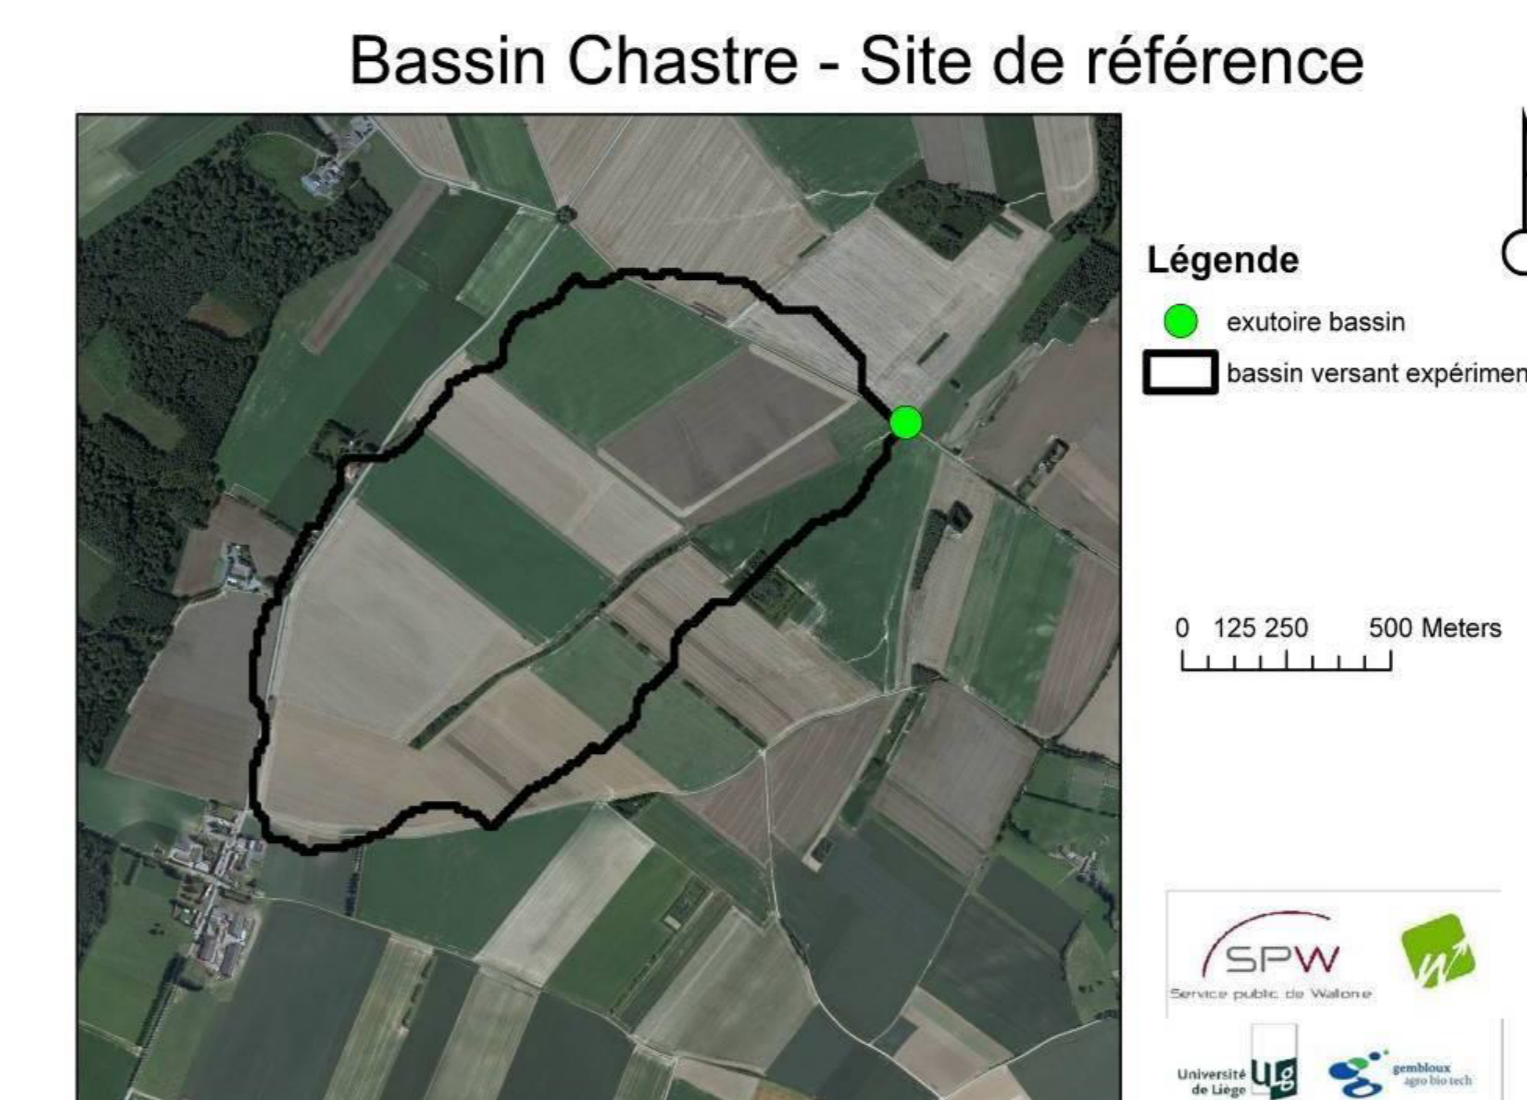 Bassin Chastre - Site de référence
Légende
exutoire bassin
bassin versant expérimen
0 125 250 500 Meters
SPW
Service public de Wallonie
Université
de Liège
ULg
gembloux
agro bio tech